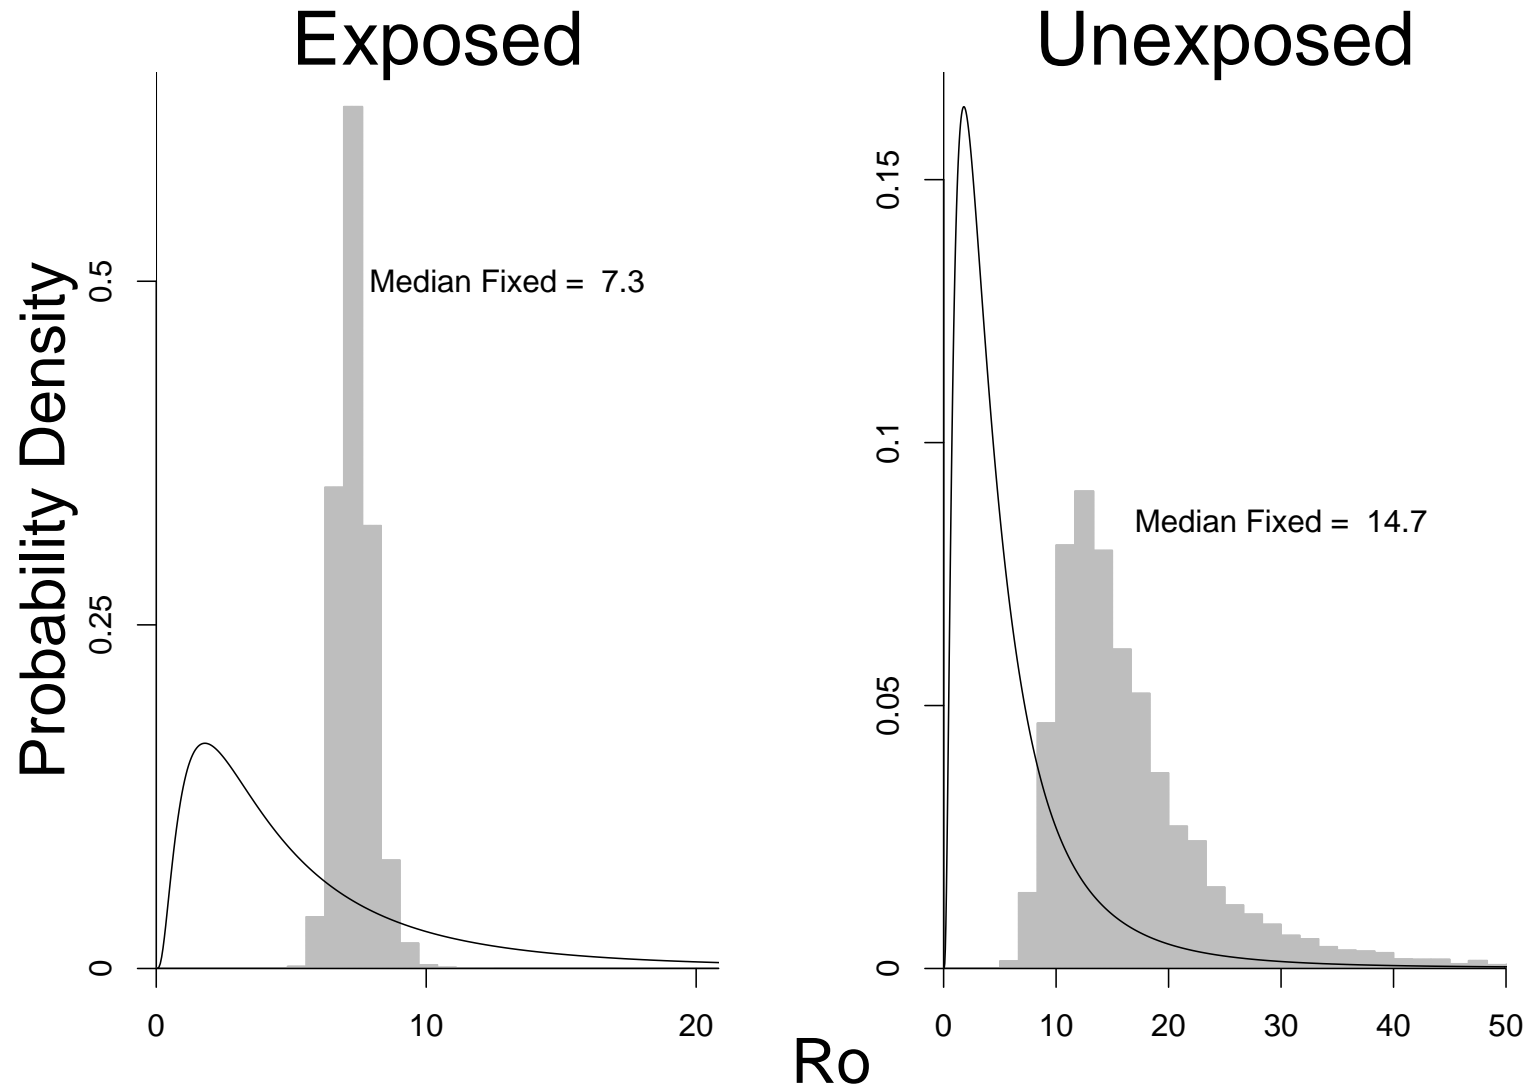 Exposed
Unexposed
Probability Density
0.5
0.25
0
Median Fixed =  7.3
0
10
20
0.15
0.1
0.05
0
Median Fixed =  14.7
0
10
20
30
40
50
Ro